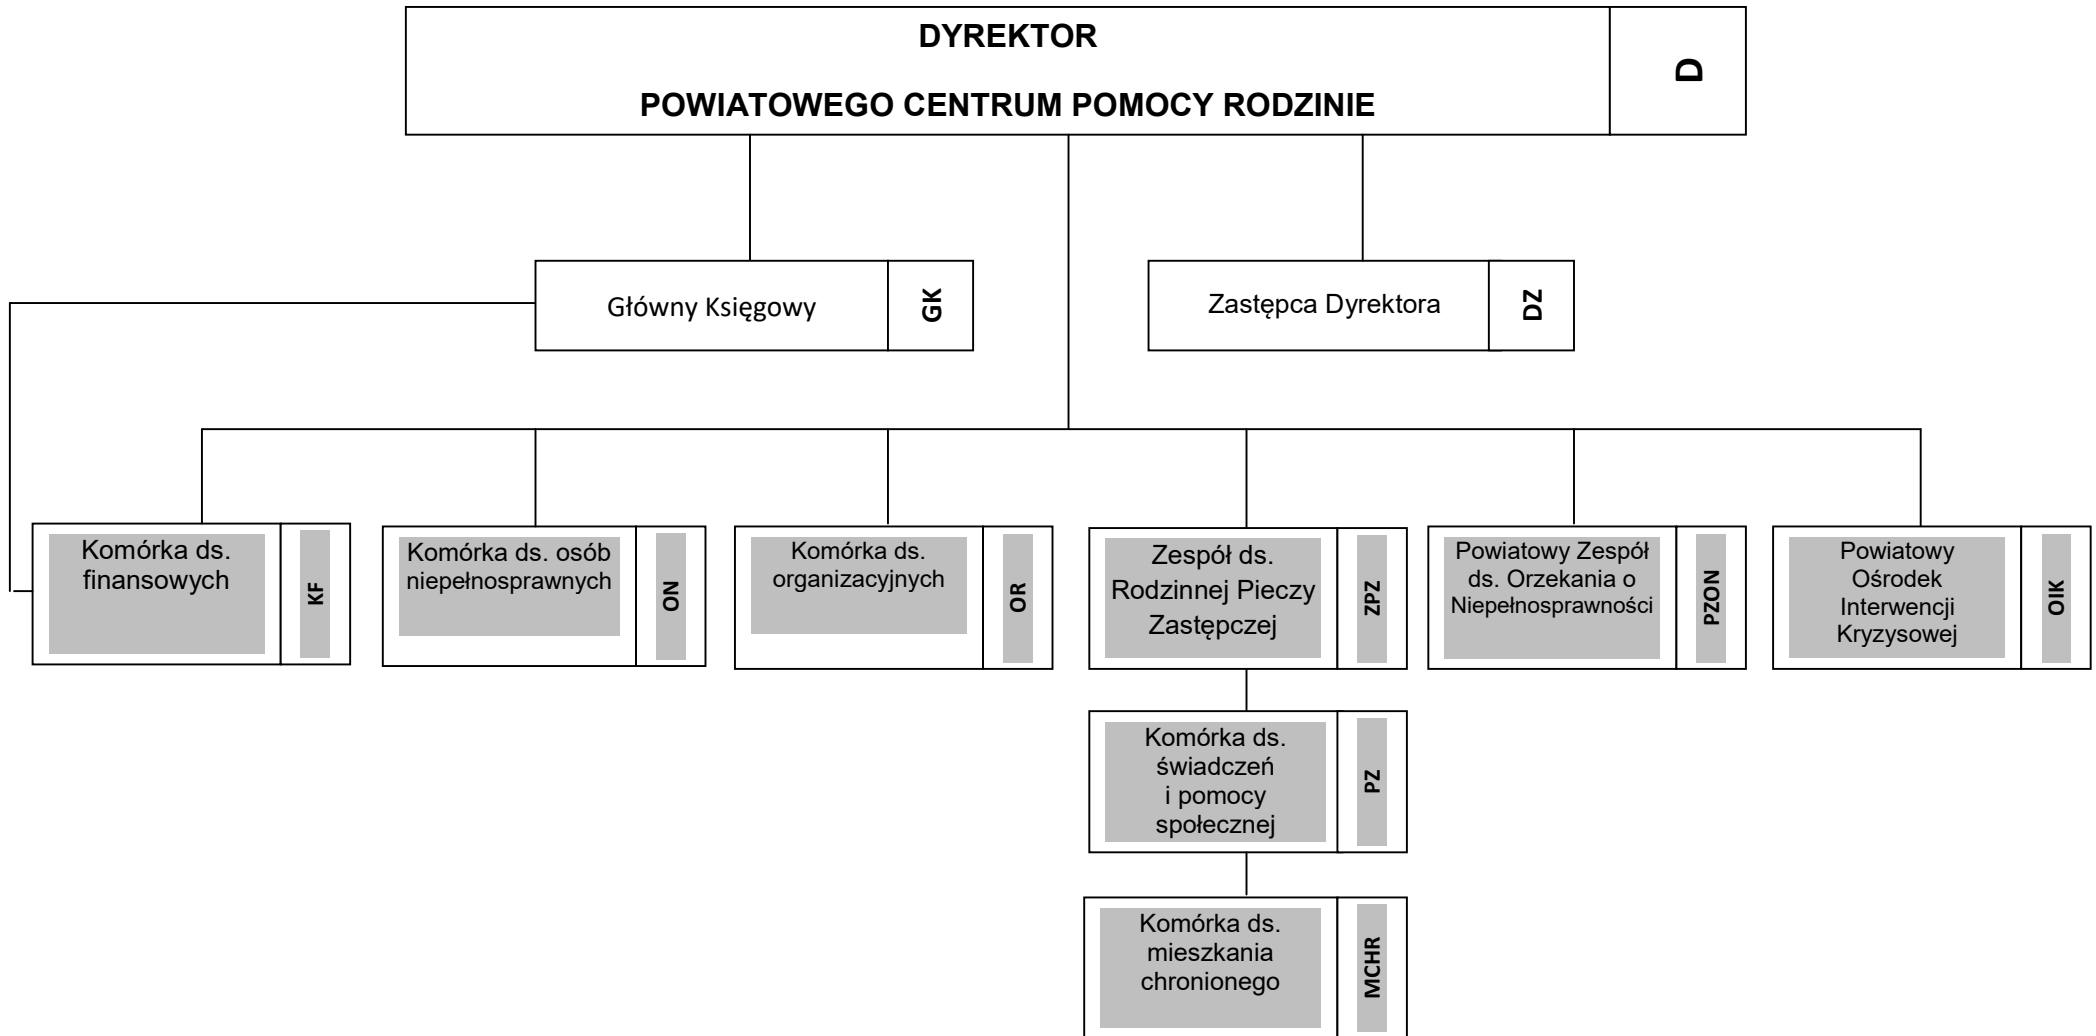 DYREKTOR
POWIATOWEGO CENTRUM POMOCY RODZINIE
D
Główny Księgowy
GK
Zastępca Dyrektora
DZ
Komórka ds.
finansowych
KF
Komórka ds. osób
niepełnosprawnych
ON
Komórka ds.
organizacyjnych
OR
Zespół ds.
Rodzinnej Pieczy
Zastępczej
ZPZ
Powiatowy Zespół
ds. Orzekania o
Niepełnosprawności
PZON
Powiatowy
Ośrodek
Interwencji
Kryzysowej
OIK
Komórka ds.
świadczeń
i pomocy
społecznej
PZ
Komórka ds.
mieszkania
chronionego
MCHR